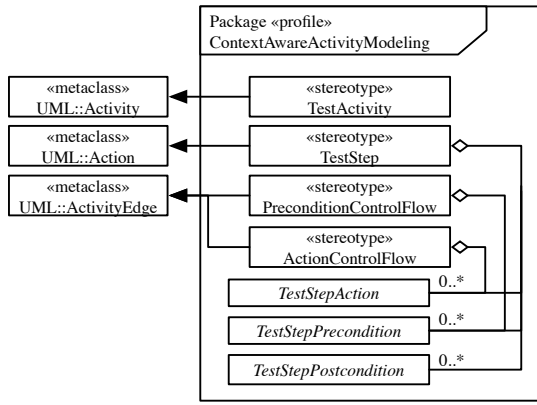 Package «profile»
ContextAwareActivityModeling
«metaclass»
UML::Activity
«stereotype»
TestActivity
«metaclass»
UML::Action
«stereotype»
TestStep
«metaclass»
UML::ActivityEdge
«stereotype»
PreconditionControlFlow
«stereotype»
ActionControlFlow
TestStepAction
0..*
TestStepPrecondition
0..*
TestStepPostcondition
0..*